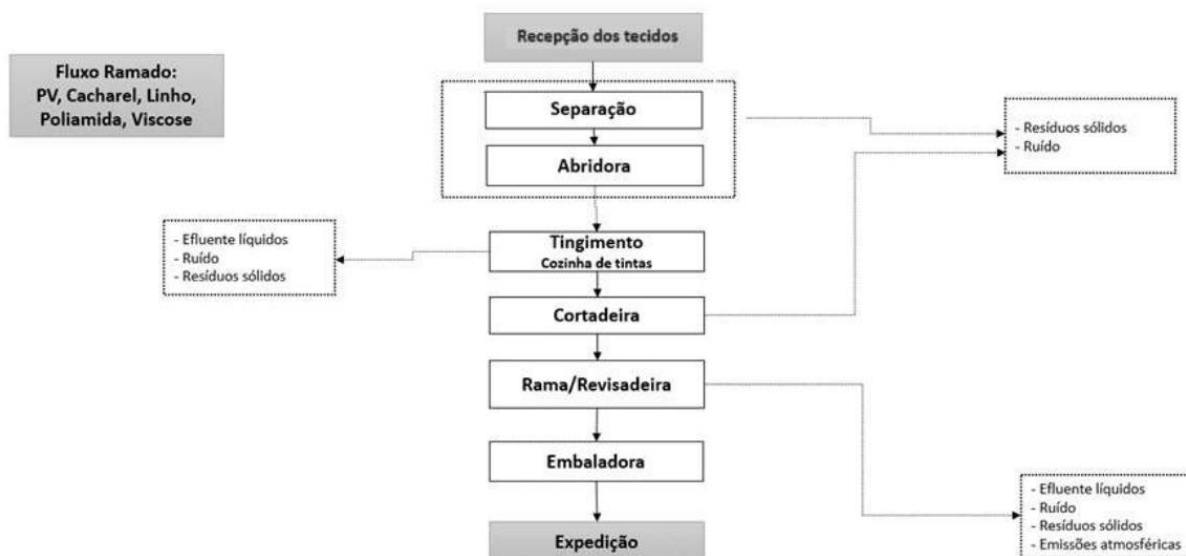 Recepção dos tecidos
Fluxo Ramado:
PV, Cacharel, Linho,
Poliamida, Viscose
Separação
Abridora
- Resíduos sólidos
- Ruído
- Efluente líquidos
- Ruído
- Resíduos sólidos
Tingimento
Cozinha de tintas
Cortadeira
Rama/Revisadeira
Embaladora
- Efluente líquidos
- Ruído
- Resíduos sólidos
- Emissões atmosféricas
Expedição